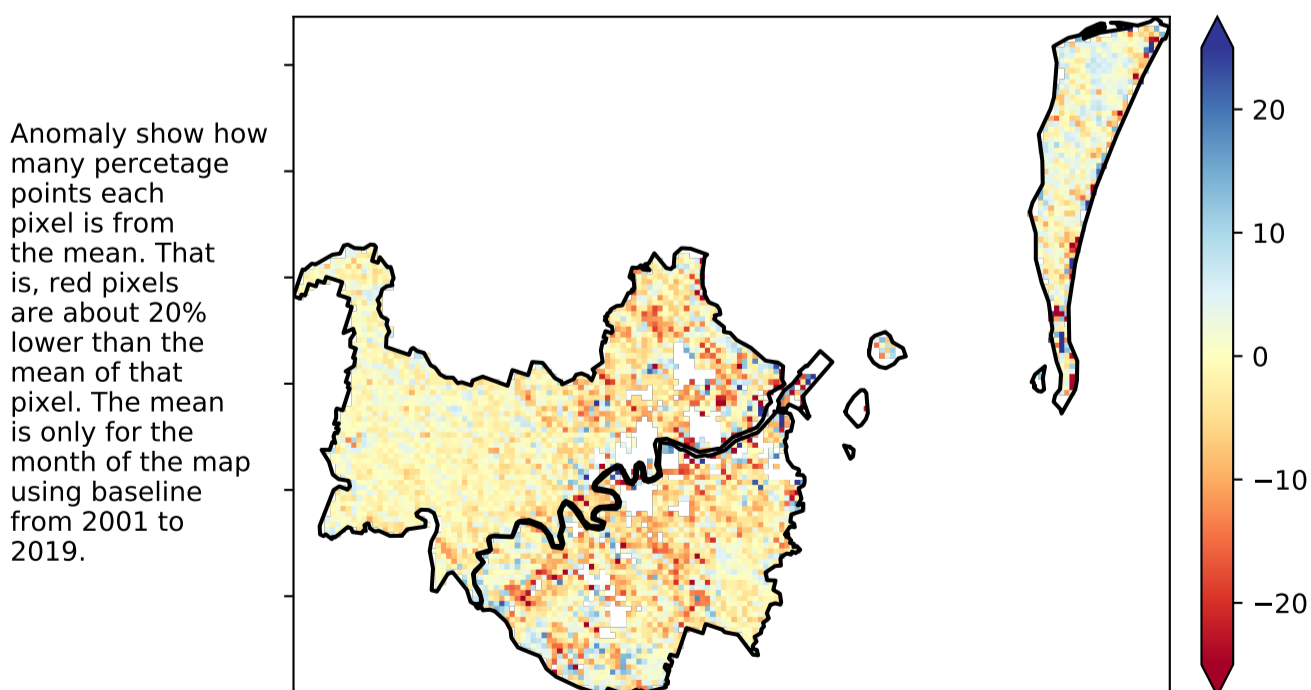 Anomaly show how
many percetage
points each
pixel is from
the mean. That
is, red pixels
are about 20%
lower than the
mean of that
pixel. The mean
is only for the
month of the map
using baseline
from 2001 to
2019.
20
10
0
−10
−20